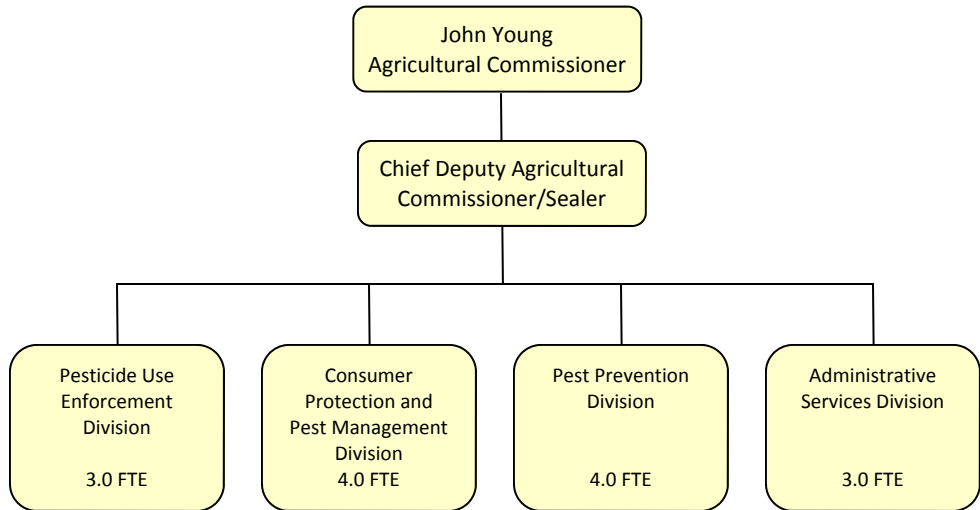 John Young
Agricultural Commissioner
Chief Deputy Agricultural
Commissioner/Sealer
Pesticide Use
Enforcement
Division
3.0 FTE
Consumer
Protection and
Pest Management
Division
4.0 FTE
Pest Prevention
Division
4.0 FTE
Administrative
Services Division
3.0 FTE